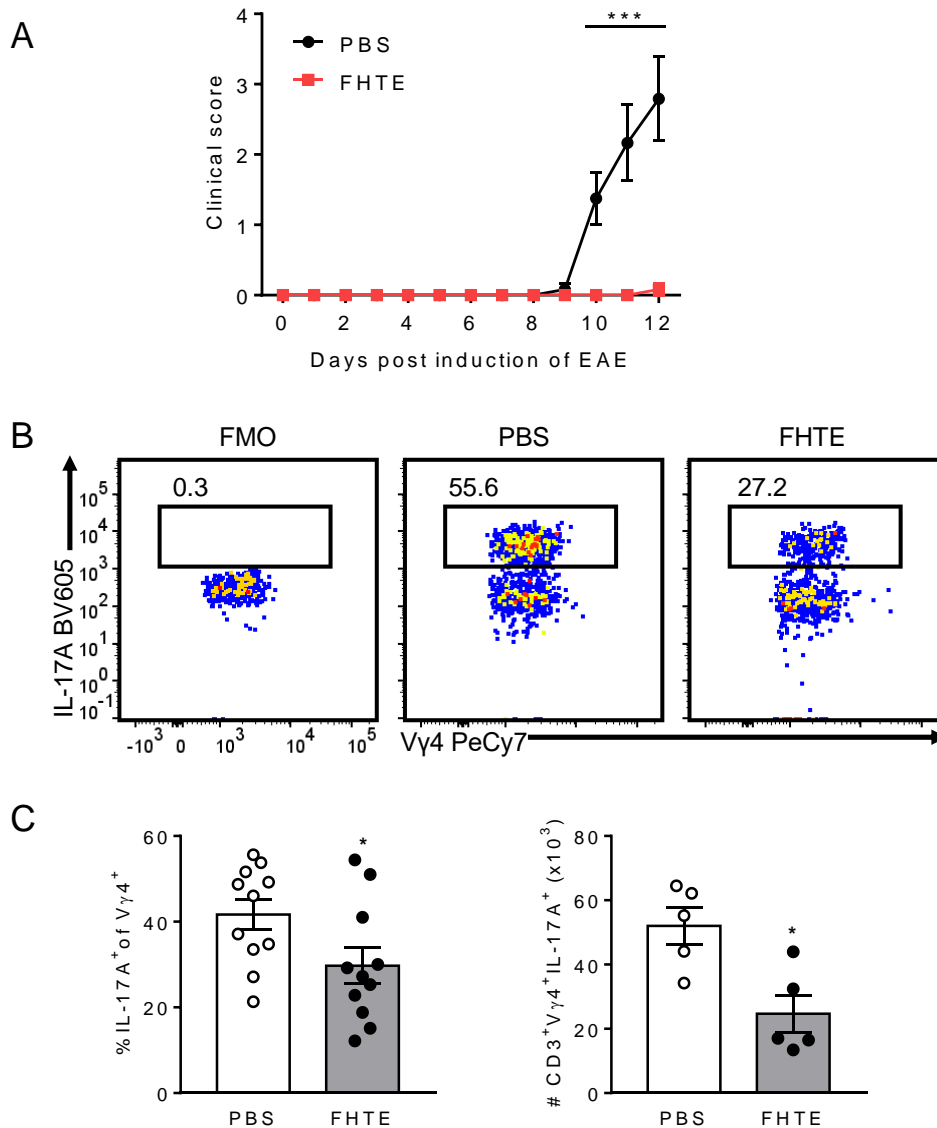 A
***
PBS
FHTE
Clinical score
4
3
2
1
0
0 2 4 6 8 10 12
Days post induction of EAE
B
FMO PBS FHTE
IL-17A BV605
10⁵
10⁴
10³
10²
10¹
10⁰
10⁻¹
0.3 55.6 27.2
-10³ 0 10³ 10⁴ 10⁵
Vγ4 PeCy7
C
% IL-17A⁺ of Vγ4⁺
60
40
20
0
*
PBS FHTE
# CD3⁺Vγ4⁺IL-17A⁺ (x10³)
80
60
40
20
0
*
PBS FHTE